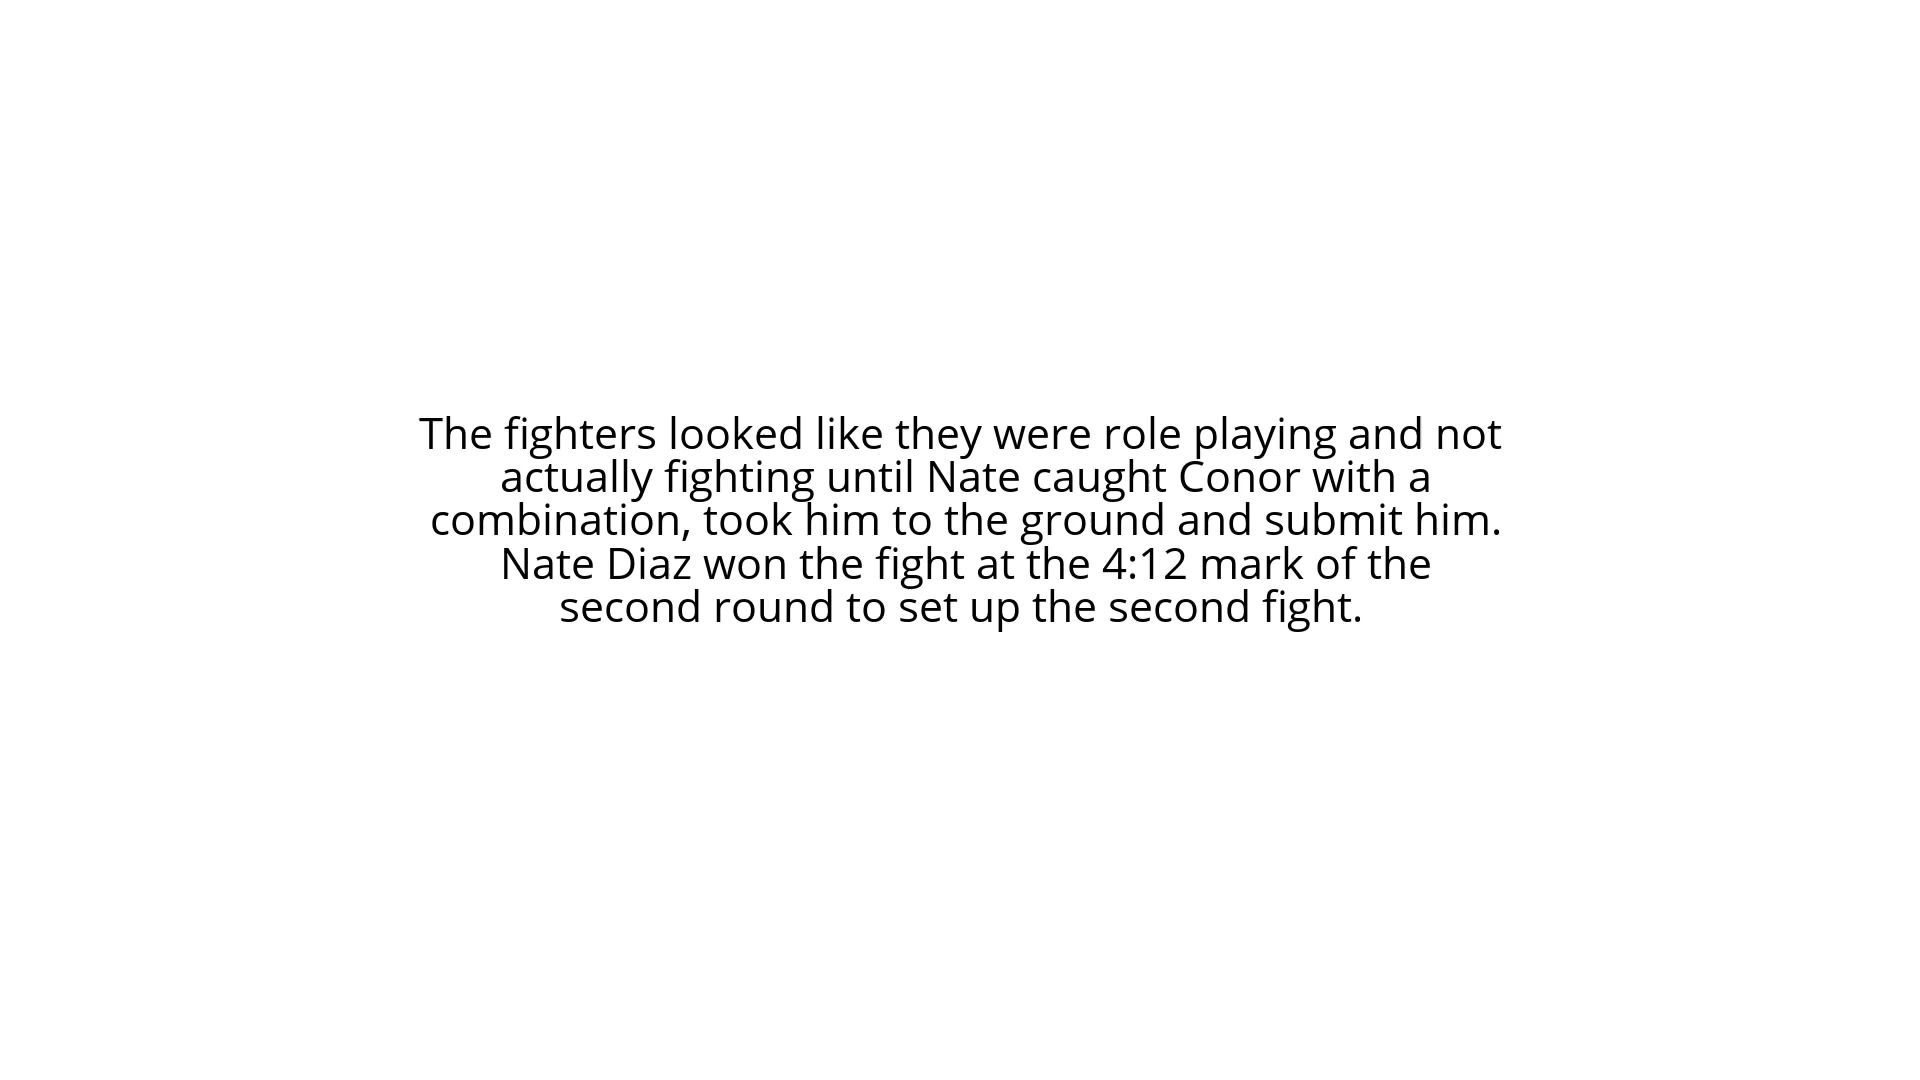 The fighters looked like they were role playing and not
actually fighting until Nate caught Conor with a
combination, took him to the ground and submit him.
Nate Diaz won the fight at the 4:12 mark of the
second round to set up the second fight.